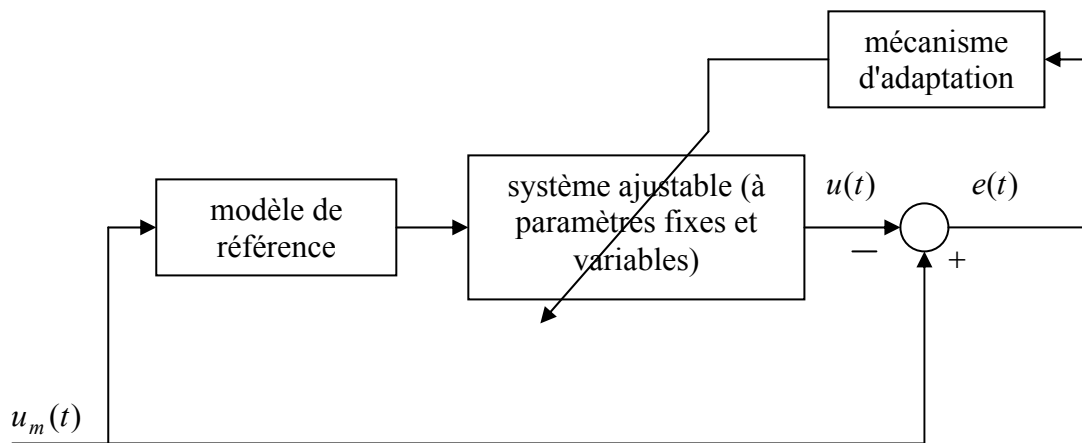 mécanisme
d'adaptation
système ajustable (à
paramètres fixes et
variables)
u(t)
e(t)
modèle de
référence
−
+
u_m(t)